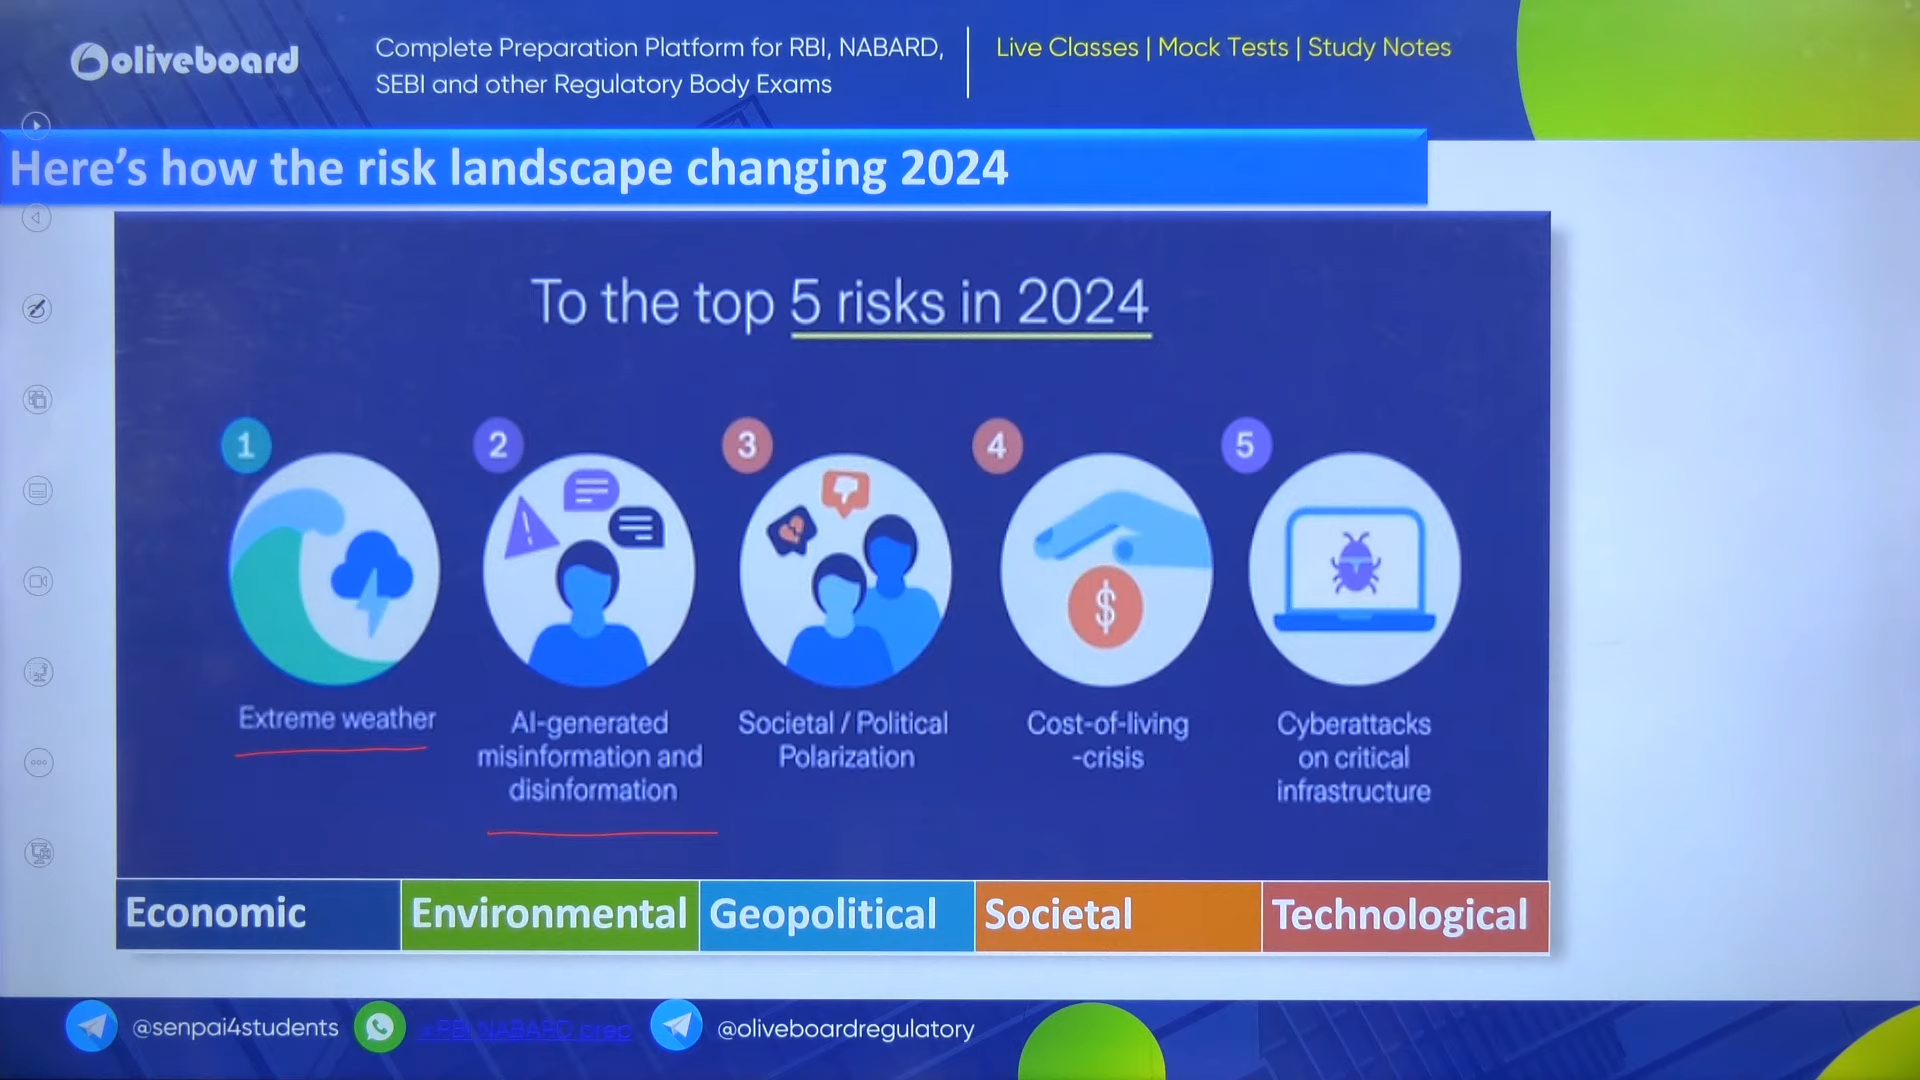 oliveboard
Complete Preparation Platform for RBI, NABARD,
SEBI and other Regulatory Body Exams
Live Classes | Mock Tests | Study Notes
Here's how the risk landscape changing 2024
To the top 5 risks in 2024
1
2
3
4
5
$
Extreme weather
AI-generated
misinformation and
disinformation
Societal / Political
Polarization
Cost-of-living
-crisis
Cyberattacks
on critical
infrastructure
Economic
Environmental
Geopolitical
Societal
Technological
@senpai4students
RBI NABARD prep
@oliveboardregulatory